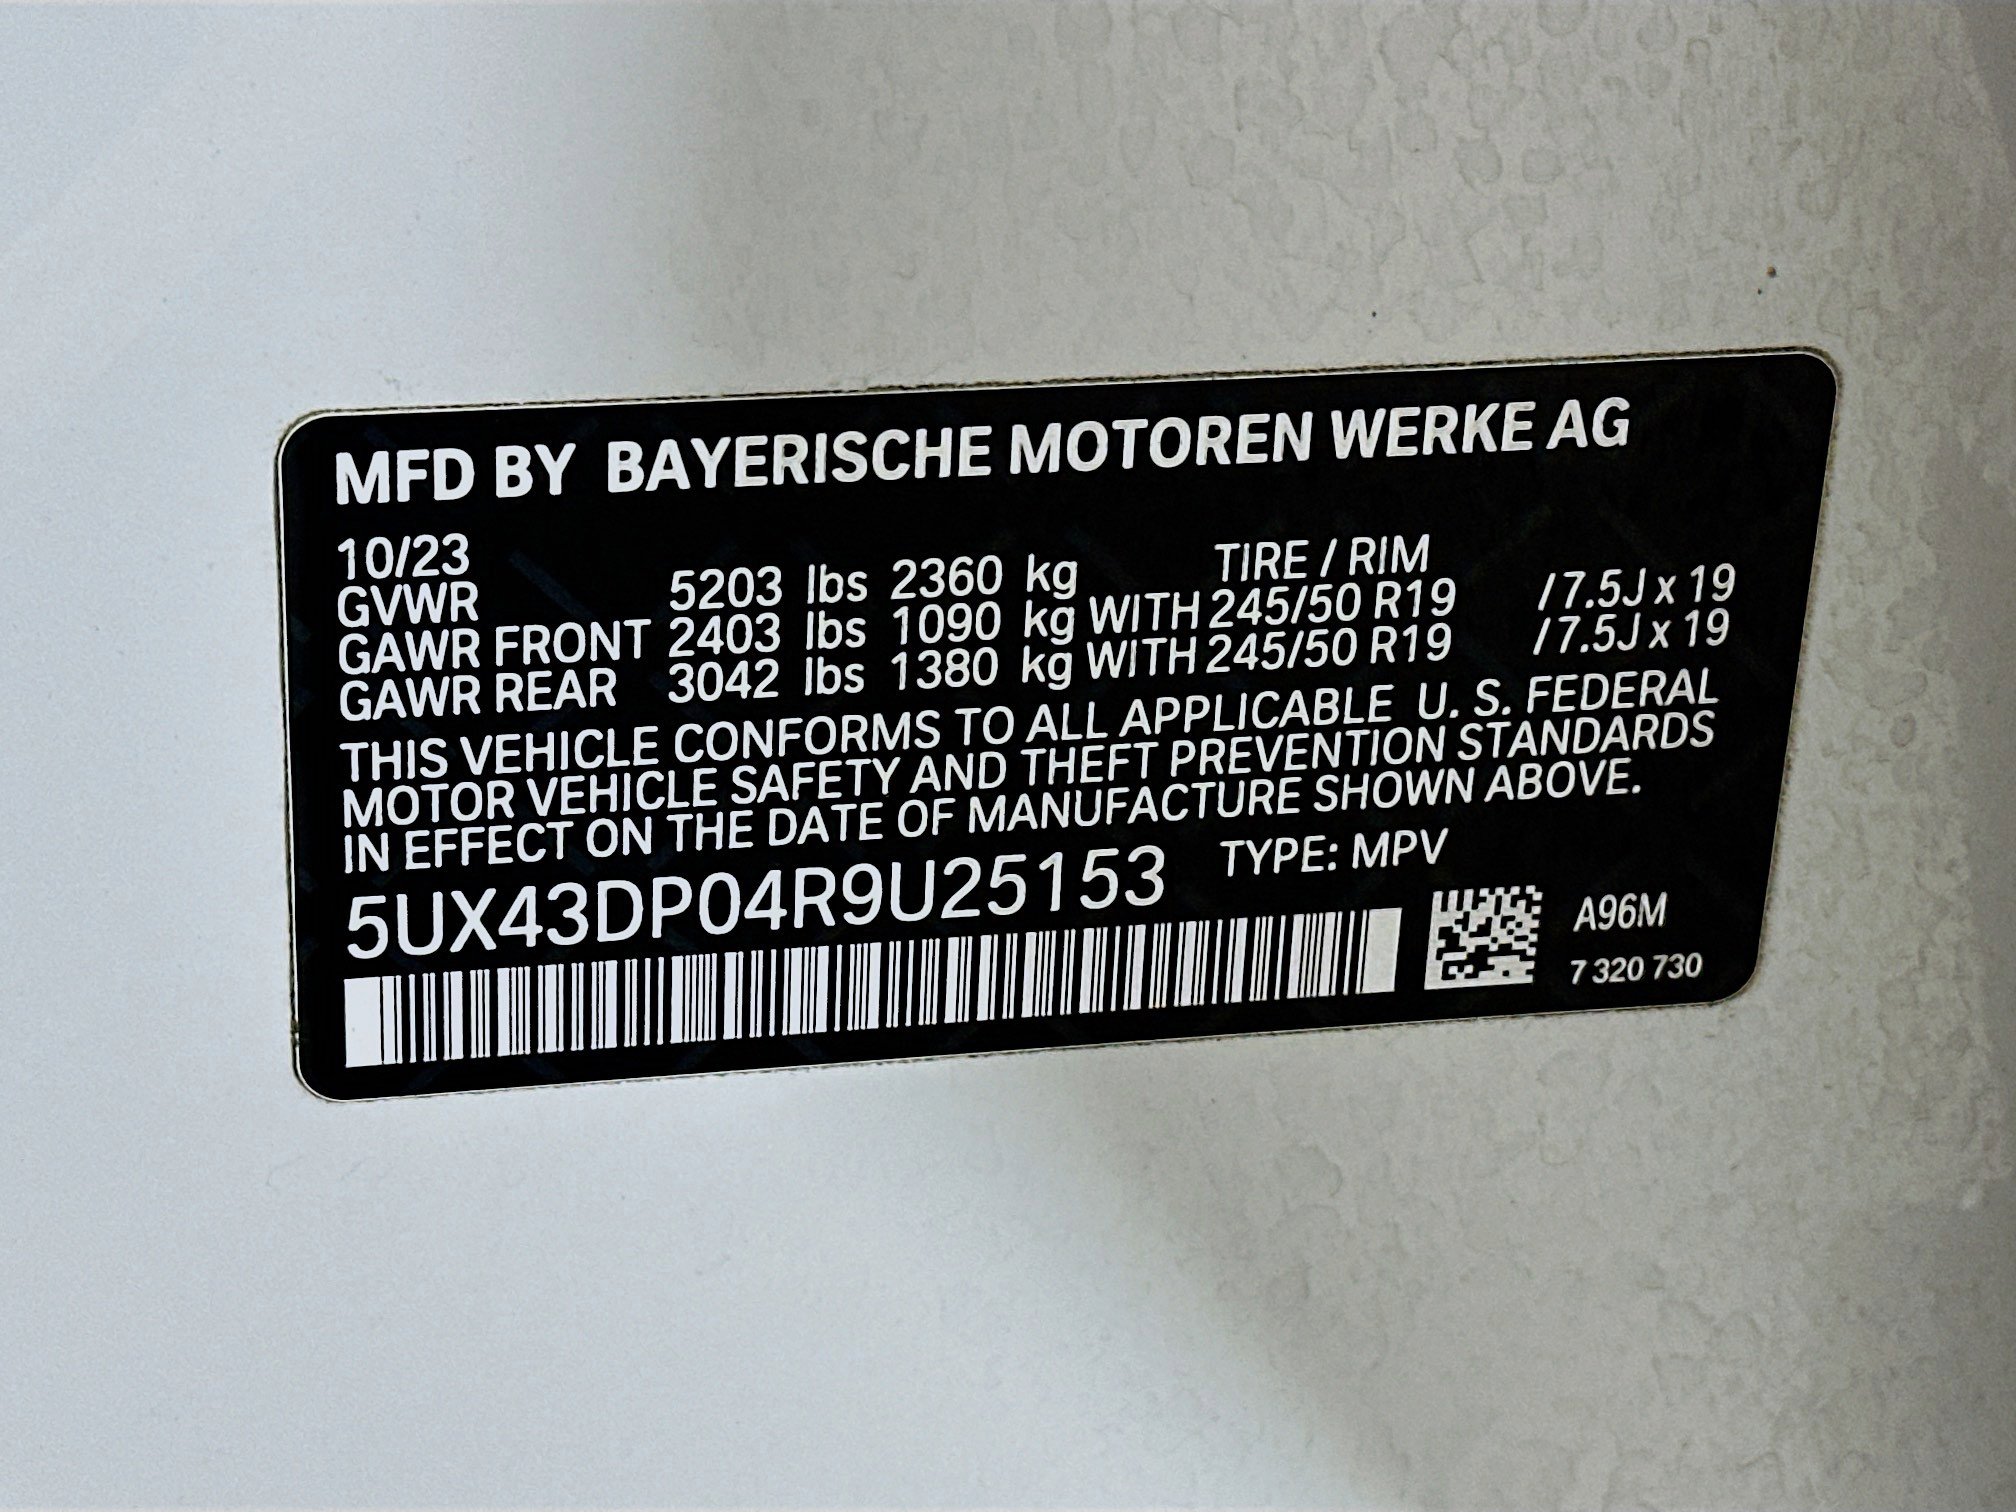 MFD BY BAYERISCHE MOTOREN WERKE AG
10/23 TIRE / RIM
GVWR 5203 lbs 2360 kg
GAWR FRONT 2403 lbs 1090 kg WITH 245/50 R19 / 7.5J x 19
GAWR REAR 3042 lbs 1380 kg WITH 245/50 R19 / 7.5J x 19
THIS VEHICLE CONFORMS TO ALL APPLICABLE U. S. FEDERAL
MOTOR VEHICLE SAFETY AND THEFT PREVENTION STANDARDS
IN EFFECT ON THE DATE OF MANUFACTURE SHOWN ABOVE.
5UX43DP04R9U25153 TYPE: MPV
A96M
7 320 730